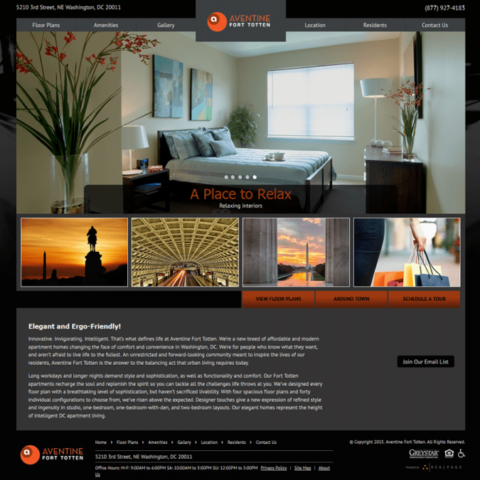 5210 3rd Street, NE Washington, DC 20011
(877) 927-4183
Floor Plans
Amenities
Gallery
AVENTINE
FORT TOTTEN
Location
Residents
Contact Us
A Place to Relax
Relaxing Interiors
VIEW FLOOR PLANS
AROUND TOWN
SCHEDULE A TOUR
Elegant and Ergo-Friendly!
Innovative. Invigorating. Intelligent. That's what defines life at Aventine Fort Totten. We're a new breed of affordable and modern
apartment homes changing the face of comfort and convenience in Washington, DC. We're for people who know what they want,
and aren't afraid to live life to the fullest. An unrestricted and forward-looking community meant to inspire the lives of our
residents, Aventine Fort Totten is the answer to the balancing act that urban living requires today.
Long workdays and longer nights demand style and sophistication, as well as functionality and comfort. Our Fort Totten
apartments recharge the soul and replenish the spirit so you can tackle all the challenges life throws at you. We've designed every
floor plan with a breathtaking level of sophistication, but haven't sacrificed livability. With four spacious floor plans and forty
individual configurations to choose from, we've risen above the expected. Designer touches give a new expression of refined style
and ingenuity in studio, one-bedroom, one-bedroom-with-den, and two-bedroom layouts. Our elegant homes represent the height
of intelligent DC apartment living.
Join Our Email List
AVENTINE
FORT TOTTEN
Home
Floor Plans
Amenities
Gallery
Location
Residents
Contact Us
5210 3rd Street, NE Washington, DC 20011
Office Hours: M-F: 9:00AM to 6:00PM SA: 10:00AM to 5:00PM SU: 12:00PM to 5:00PM Privacy Policy | Site Map | About
Us
© Copyright 2015. Aventine Fort Totten. All Rights Reserved.
GREYSTAR
REALPAGE